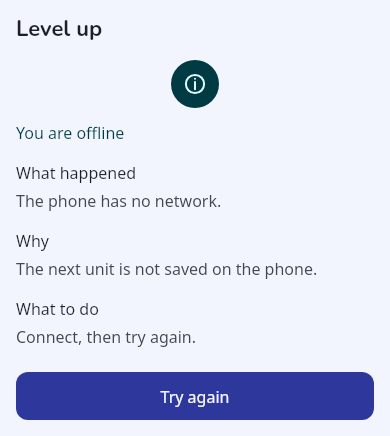 Level up
You are offline
What happened
The phone has no network.
Why
The next unit is not saved on the phone.
What to do
Connect, then try again.
Try again